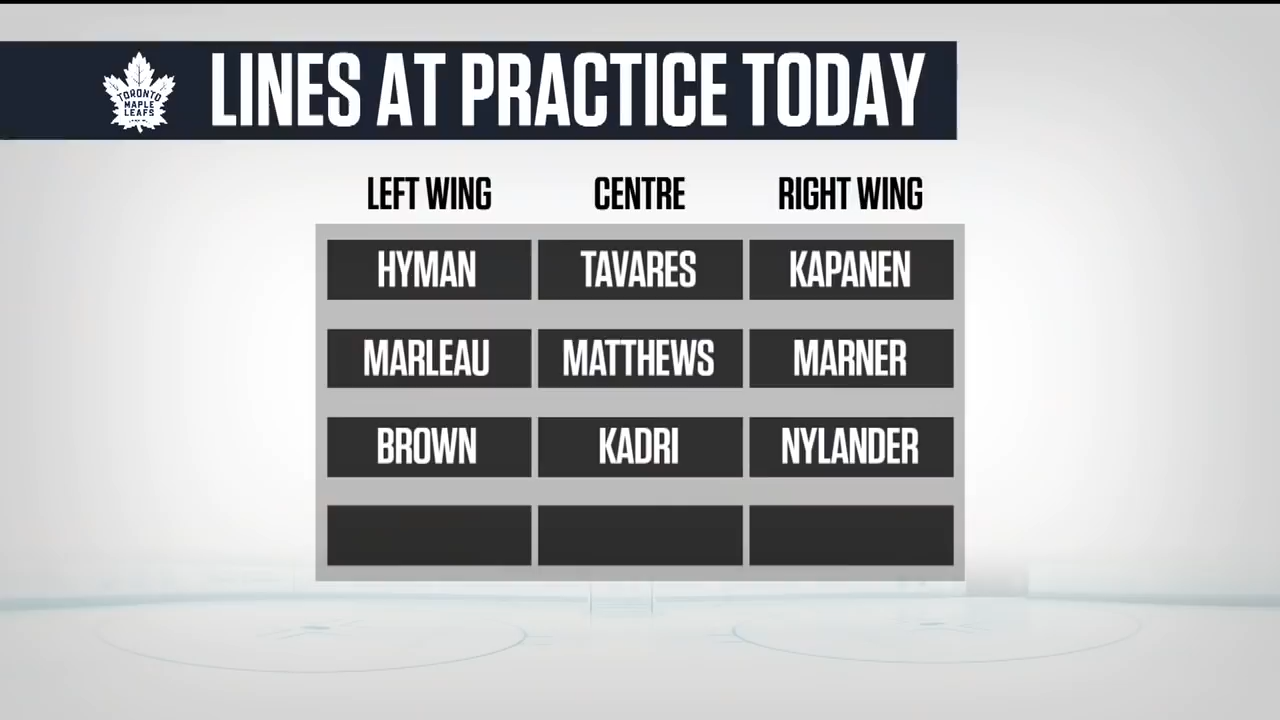 TORONTO
MAPLE
LEAFS
LINES AT PRACTICE TODAY
LEFT WING CENTRE RIGHT WING
HYMAN TAVARES KAPANEN
MARLEAU MATTHEWS MARNER
BROWN KADRI NYLANDER